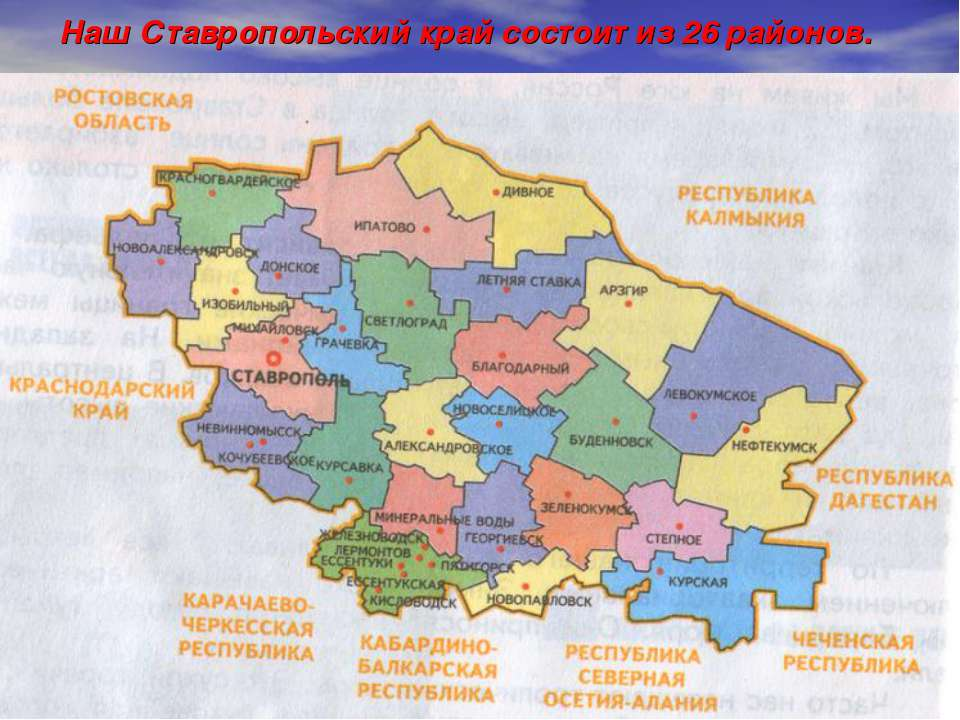 Наш Ставропольский край состоит из 26 районов.
РОСТОВСКАЯ
ОБЛАСТЬ
КРАСНОГВАРДЕЙСКОЕ
ДИВНОЕ
РЕСПУБЛИКА
КАЛМЫКИЯ
ИПАТОВО
НОВОАЛЕКСАНДРОВСК
ДОНСКОЕ
ЛЕТНЯЯ СТАВКА
АРЗГИР
ИЗОБИЛЬНЫЙ
МИХАЙЛОВСК
ГРАЧЕВКА
СВЕТЛОГРАД
СТАВРОПОЛЬ
БЛАГОДАРНЫЙ
КРАСНОДАРСКИЙ
КРАЙ
ЛЕВОКУМСКОЕ
НОВОСЕЛИЦКОЕ
НЕВИННОМЫССК
АЛЕКСАНДРОВСКОЕ
БУДЕННОВСК
НЕФТЕКУМСК
КОЧУБЕЕВСКОЕ
КУРСАВКА
РЕСПУБЛИКА
ДАГЕСТАН
ЗЕЛЕНОКУМСК
МИНЕРАЛЬНЫЕ ВОДЫ
ЖЕЛЕЗНОВОДСК
ГЕОРГИЕВСК
СТЕПНОЕ
ЛЕРМОНТОВ
ЕССЕНТУКИ
ПЯТИГОРСК
ЕССЕНТУКСКАЯ
КУРСКАЯ
КИСЛОВОДСК
НОВОПАВЛОВСК
КАРАЧАЕВО-
ЧЕРКЕССКАЯ
РЕСПУБЛИКА
КАБАРДИНО-
БАЛКАРСКАЯ
РЕСПУБЛИКА
РЕСПУБЛИКА
СЕВЕРНАЯ
ОСЕТИЯ-АЛАНИЯ
ЧЕЧЕНСКАЯ
РЕСПУБЛИКА